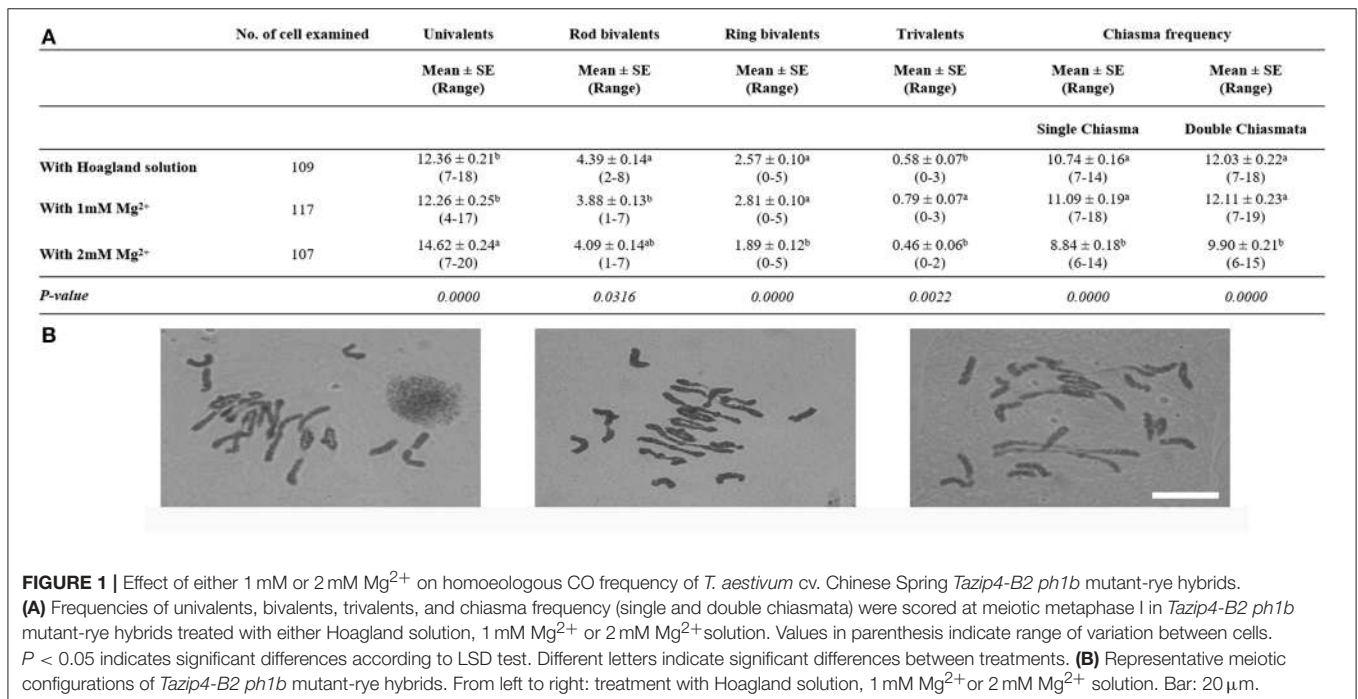 A
No. of cell examined Univalents Rod bivalents Ring bivalents Trivalents Chiasma frequency
Mean ± SE Mean ± SE Mean ± SE Mean ± SE Mean ± SE Mean ± SE
(Range) (Range) (Range) (Range) (Range) (Range)
Single Chiasma Double Chiasmata
With Hoagland solution 109 12.36 ± 0.21ᵇ 4.39 ± 0.14ᵃ 2.57 ± 0.10ᵃ 0.58 ± 0.07ᵇ 10.74 ± 0.16ᵃ 12.03 ± 0.22ᵃ
(7-18) (2-8) (0-5) (0-3) (7-14) (7-18)
With 1mM Mg²⁺ 117 12.26 ± 0.25ᵇ 3.88 ± 0.13ᵇ 2.81 ± 0.10ᵃ 0.79 ± 0.07ᵃ 11.09 ± 0.19ᵃ 12.11 ± 0.23ᵃ
(4-17) (1-7) (0-5) (0-3) (7-18) (7-19)
With 2mM Mg²⁺ 107 14.62 ± 0.24ᵃ 4.09 ± 0.14ᵃᵇ 1.89 ± 0.12ᵇ 0.46 ± 0.06ᵇ 8.84 ± 0.18ᵇ 9.90 ± 0.21ᵇ
(7-20) (1-7) (0-5) (0-2) (6-14) (6-15)
P-value 0.0000 0.0316 0.0000 0.0022 0.0000 0.0000
B
FIGURE 1 | Effect of either 1 mM or 2 mM Mg²⁺ on homoeologous CO frequency of T. aestivum cv. Chinese Spring Tazip4-B2 ph1b mutant-rye hybrids.
(A) Frequencies of univalents, bivalents, trivalents, and chiasma frequency (single and double chiasmata) were scored at meiotic metaphase I in Tazip4-B2 ph1b
mutant-rye hybrids treated with either Hoagland solution, 1 mM Mg²⁺ or 2 mM Mg²⁺solution. Values in parenthesis indicate range of variation between cells.
P < 0.05 indicates significant differences according to LSD test. Different letters indicate significant differences between treatments. (B) Representative meiotic
configurations of Tazip4-B2 ph1b mutant-rye hybrids. From left to right: treatment with Hoagland solution, 1 mM Mg²⁺or 2 mM Mg²⁺ solution. Bar: 20 μm.